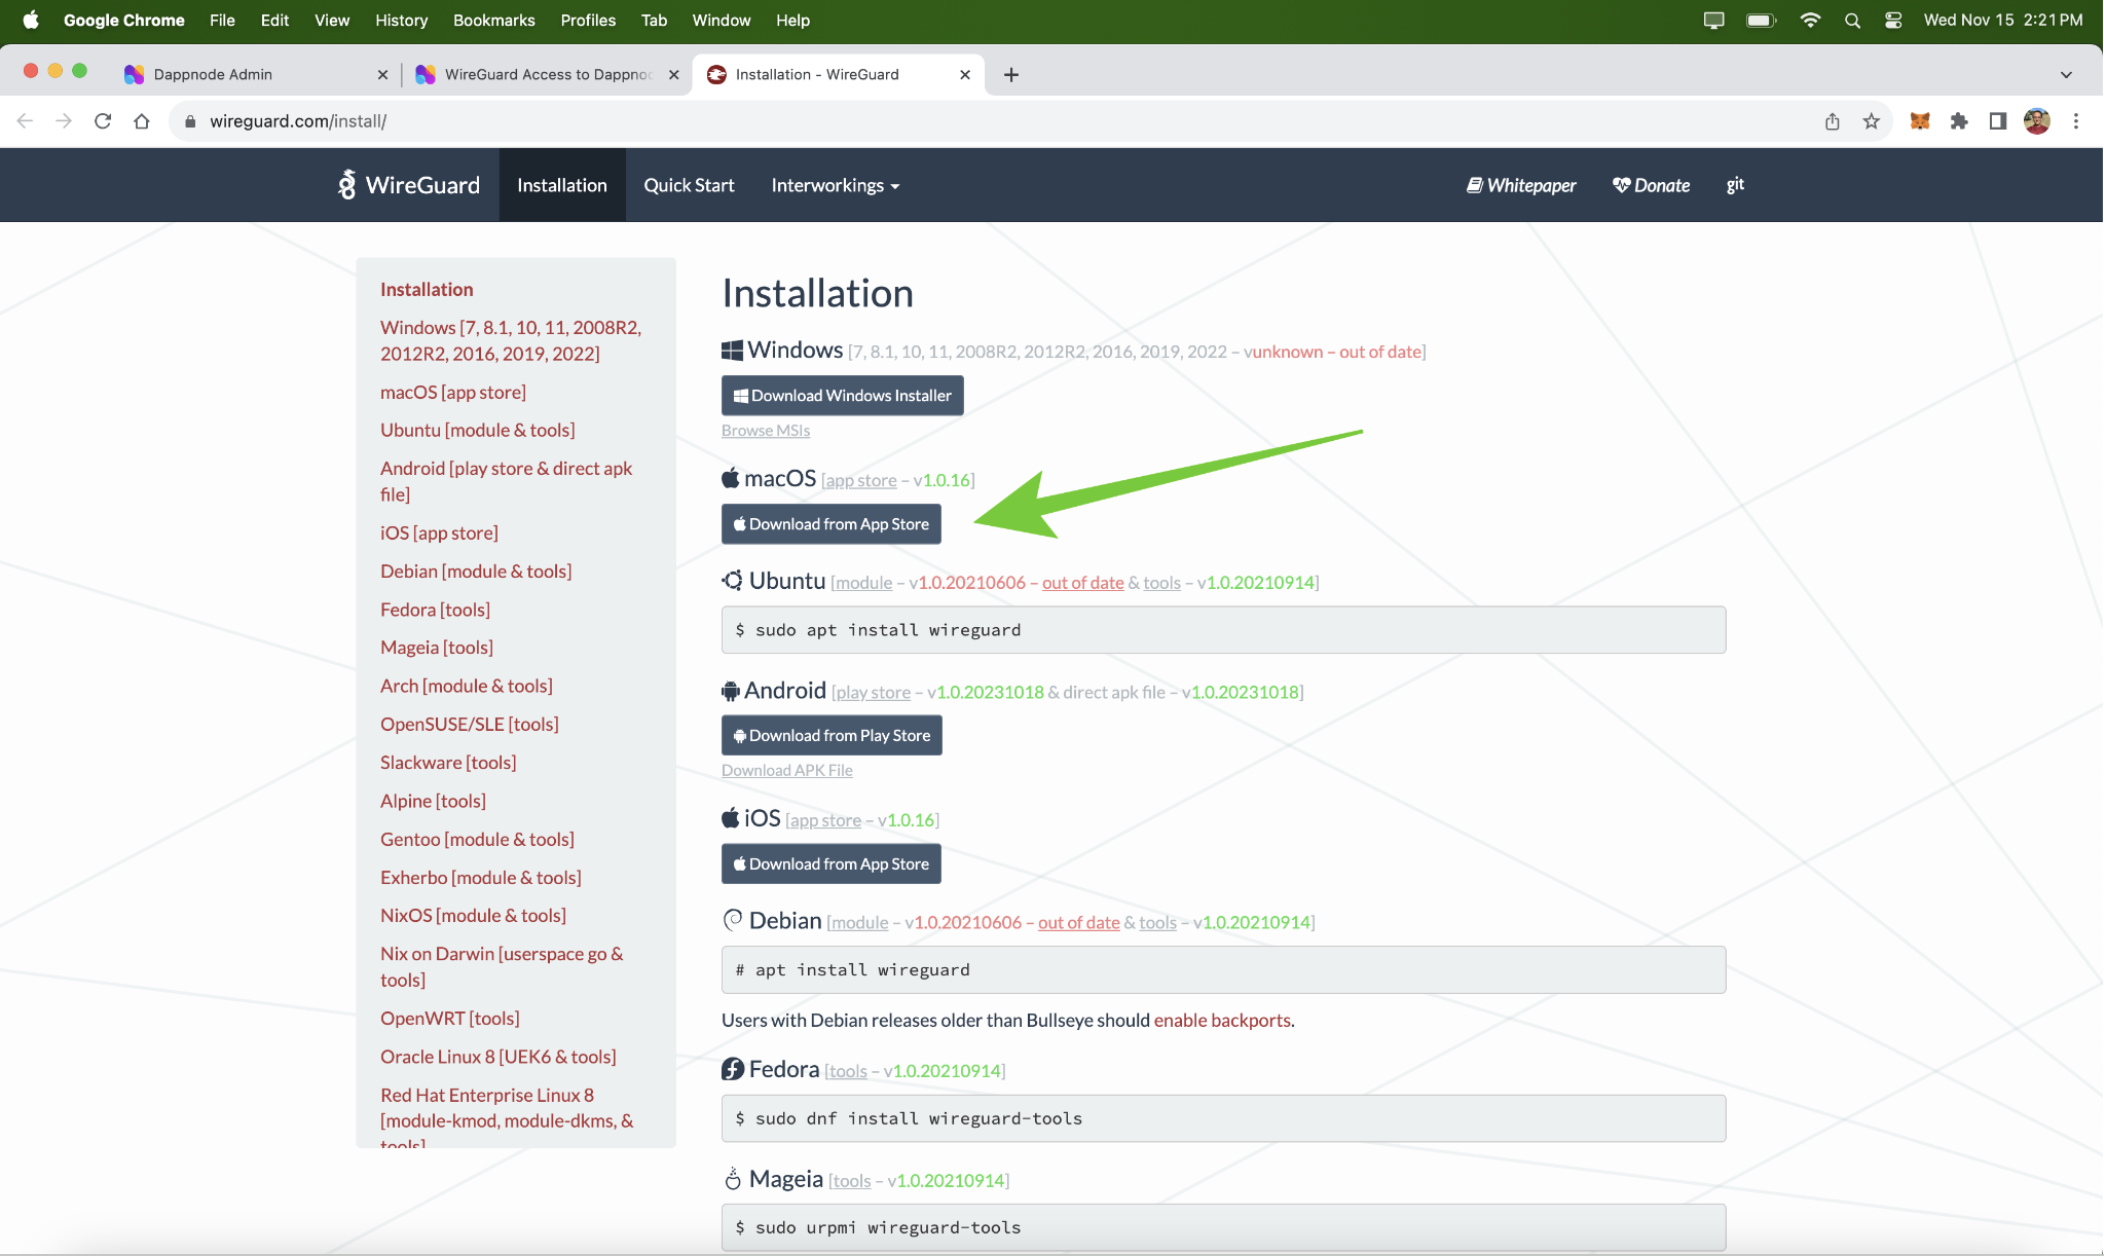 Google Chrome File Edit View History Bookmarks Profiles Tab Window Help Wed Nov 15 2:21 PM
Dappnode Admin WireGuard Access to Dappno Installation - WireGuard
wireguard.com/install/
WireGuard Installation Quick Start Interworkings Whitepaper Donate git
Installation
Windows [7, 8.1, 10, 11, 2008R2,
2012R2, 2016, 2019, 2022]
macOS [app store]
Ubuntu [module & tools]
Android [play store & direct apk
file]
iOS [app store]
Debian [module & tools]
Fedora [tools]
Mageia [tools]
Arch [module & tools]
OpenSUSE/SLE [tools]
Slackware [tools]
Alpine [tools]
Gentoo [module & tools]
Exherbo [module & tools]
NixOS [module & tools]
Nix on Darwin [userspace go &
tools]
OpenWRT [tools]
Oracle Linux 8 [UEK6 & tools]
Red Hat Enterprise Linux 8
[module-kmod, module-dkms, &
tools]
Installation
Windows [7, 8.1, 10, 11, 2008R2, 2012R2, 2016, 2019, 2022 – vunknown – out of date]
Download Windows Installer
Browse MSIs
macOS [app store – v1.0.16]
Download from App Store
Ubuntu [module – v1.0.20210606 – out of date & tools – v1.0.20210914]
$ sudo apt install wireguard
Android [play store – v1.0.20231018 & direct apk file – v1.0.20231018]
Download from Play Store
Download APK File
iOS [app store – v1.0.16]
Download from App Store
Debian [module – v1.0.20210606 – out of date & tools – v1.0.20210914]
# apt install wireguard
Users with Debian releases older than Bullseye should enable backports.
Fedora [tools – v1.0.20210914]
$ sudo dnf install wireguard-tools
Mageia [tools – v1.0.20210914]
$ sudo urpmi wireguard-tools